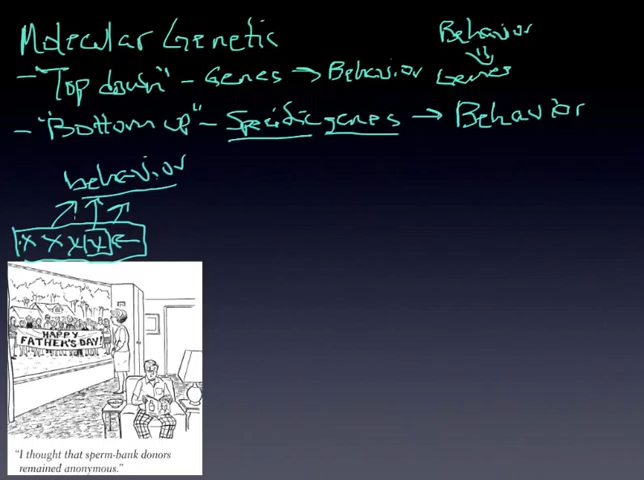 Molecular Genetic
Behavior
- "Top down" - Genes → Behavior Genes
- "Bottom up" - Specific genes → Behavior
behavior
x x x x ←
HAPPY
FATHER'S DAY!
"I thought that sperm-bank donors
remained anonymous."